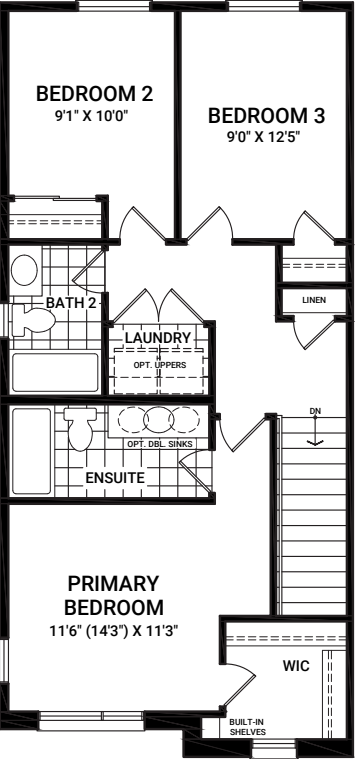 BEDROOM 2
9'1" X 10'0"
BEDROOM 3
9'0" X 12'5"
BATH 2
LINEN
LAUNDRY
OPT. UPPERS
DN
OPT. DBL. SINKS
ENSUITE
PRIMARY
BEDROOM
11'6" (14'3") X 11'3"
WIC
BUILT-IN
SHELVES